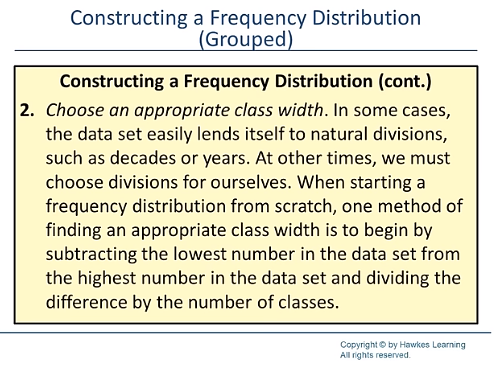 Constructing a Frequency Distribution
(Grouped)
Constructing a Frequency Distribution (cont.)
2. Choose an appropriate class width. In some cases,
the data set easily lends itself to natural divisions,
such as decades or years. At other times, we must
choose divisions for ourselves. When starting a
frequency distribution from scratch, one method of
finding an appropriate class width is to begin by
subtracting the lowest number in the data set from
the highest number in the data set and dividing the
difference by the number of classes.
Copyright © by Hawkes Learning
All rights reserved.